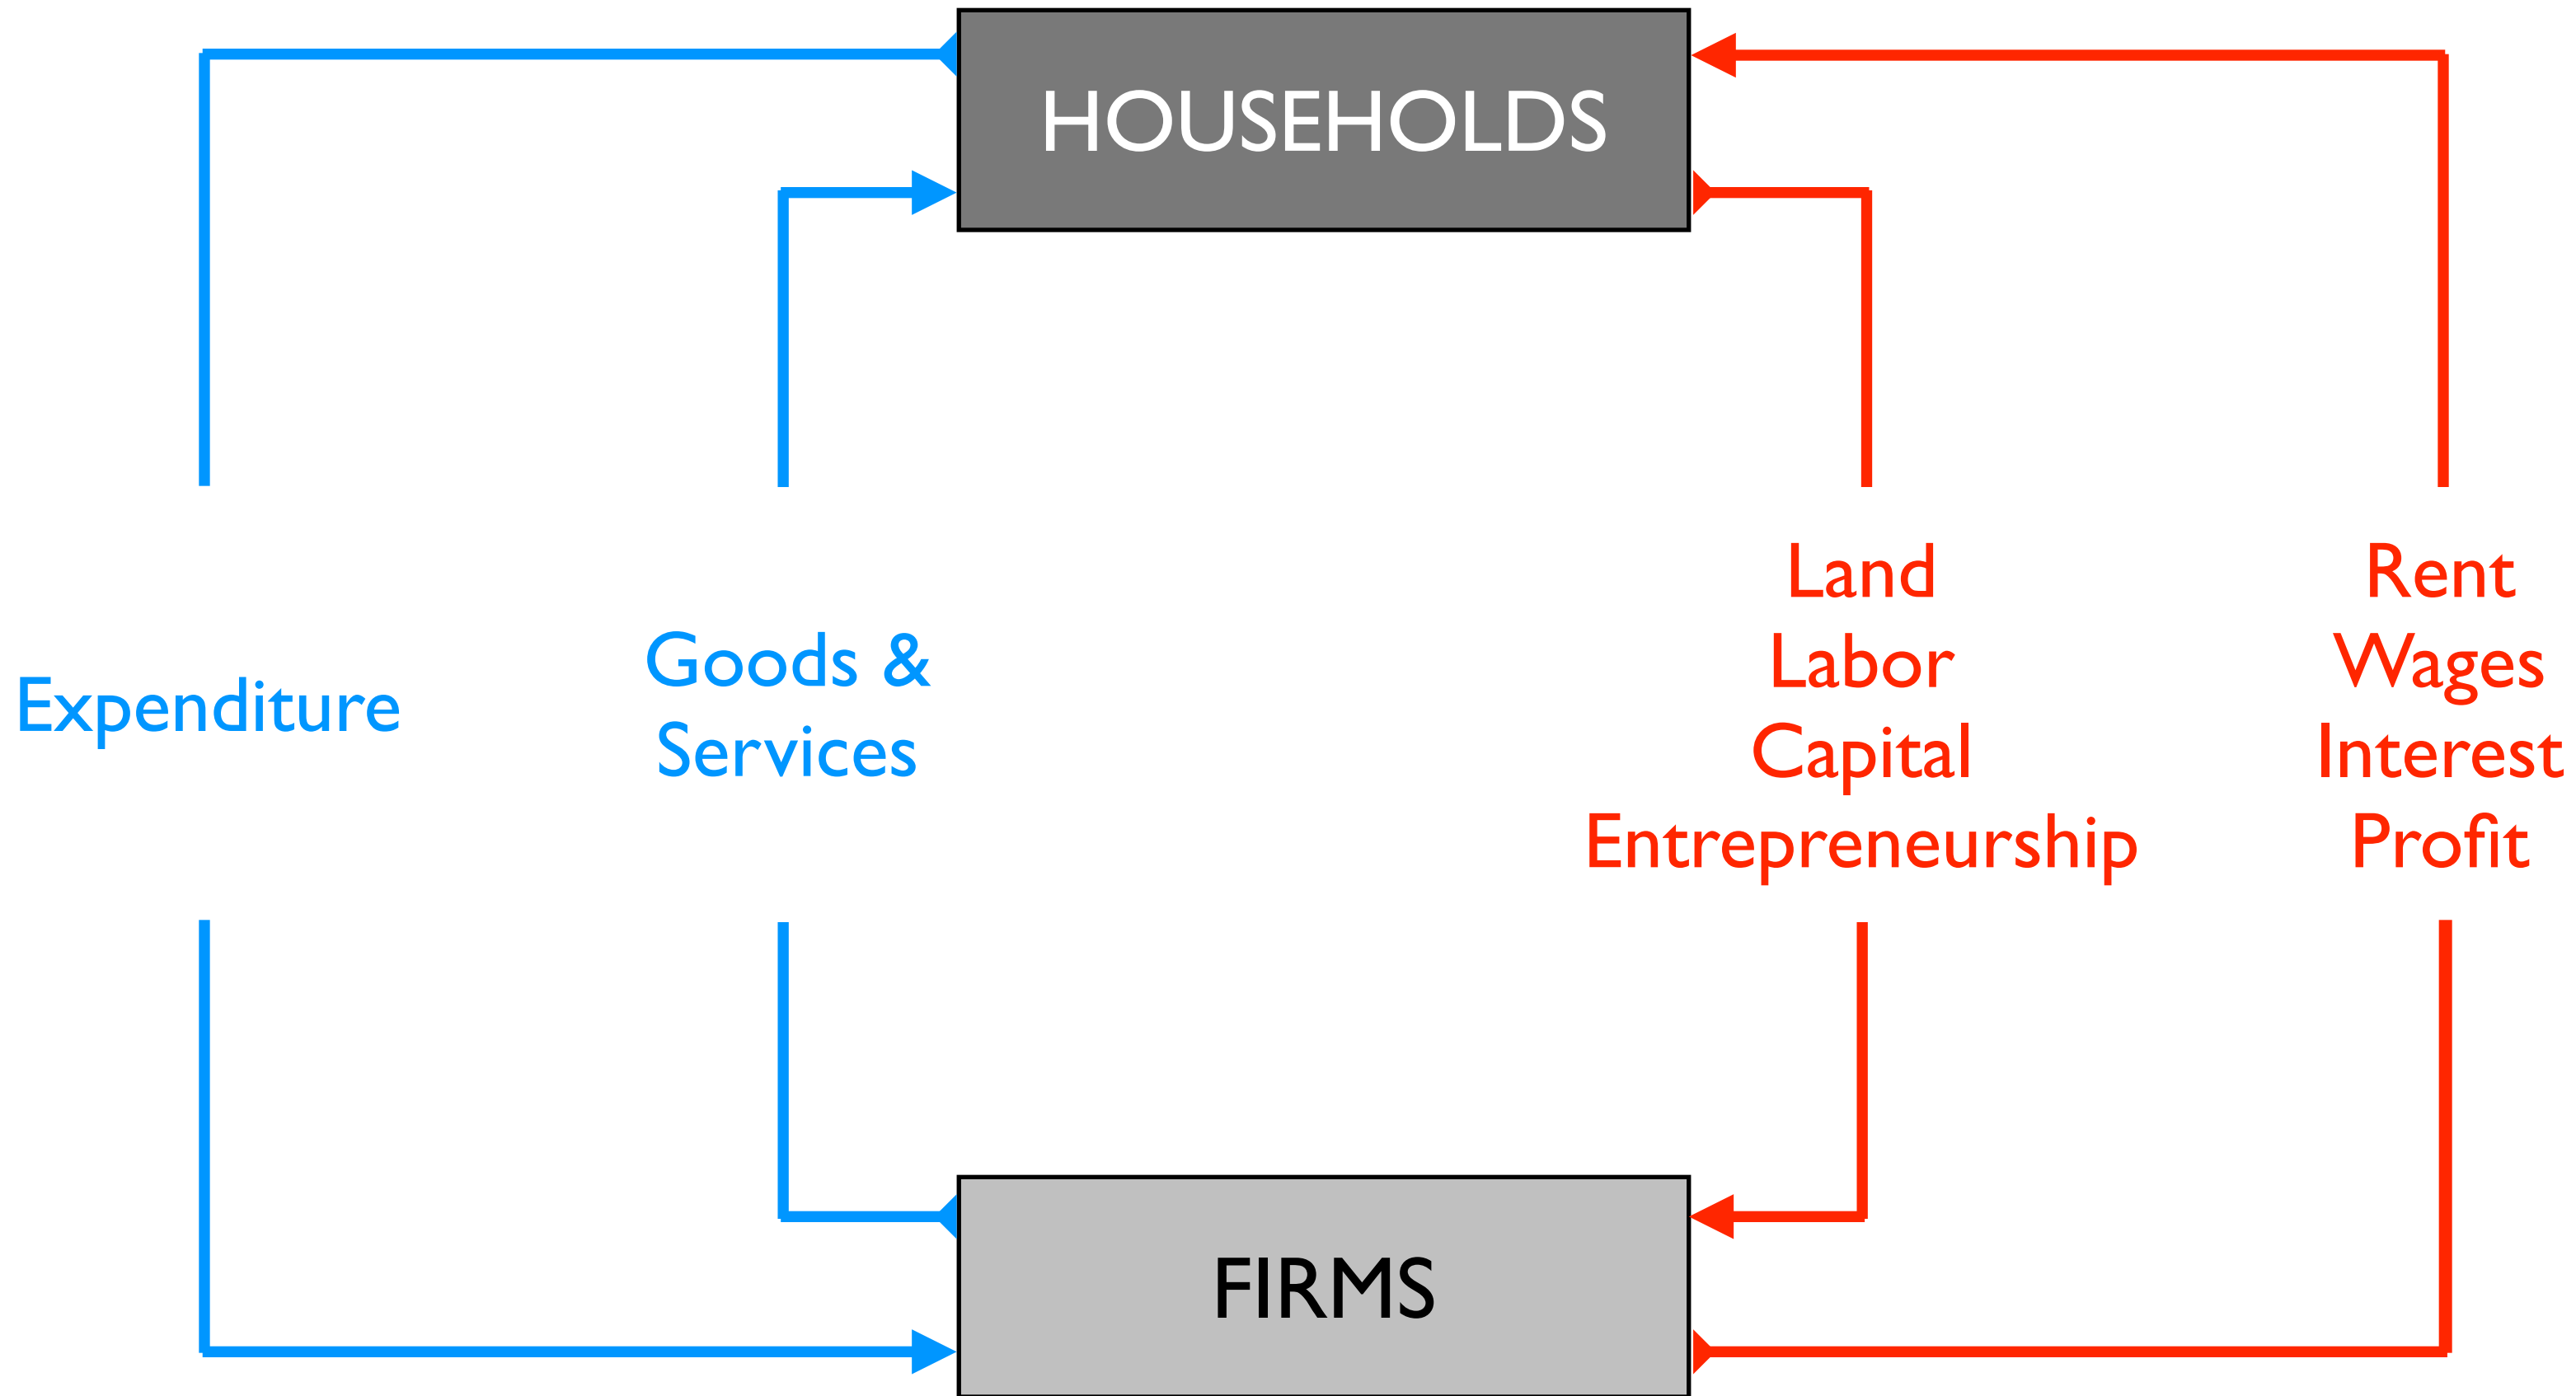 HOUSEHOLDS
Expenditure
Goods &
Services
Land
Labor
Capital
Entrepreneurship
Rent
Wages
Interest
Profit
FIRMS